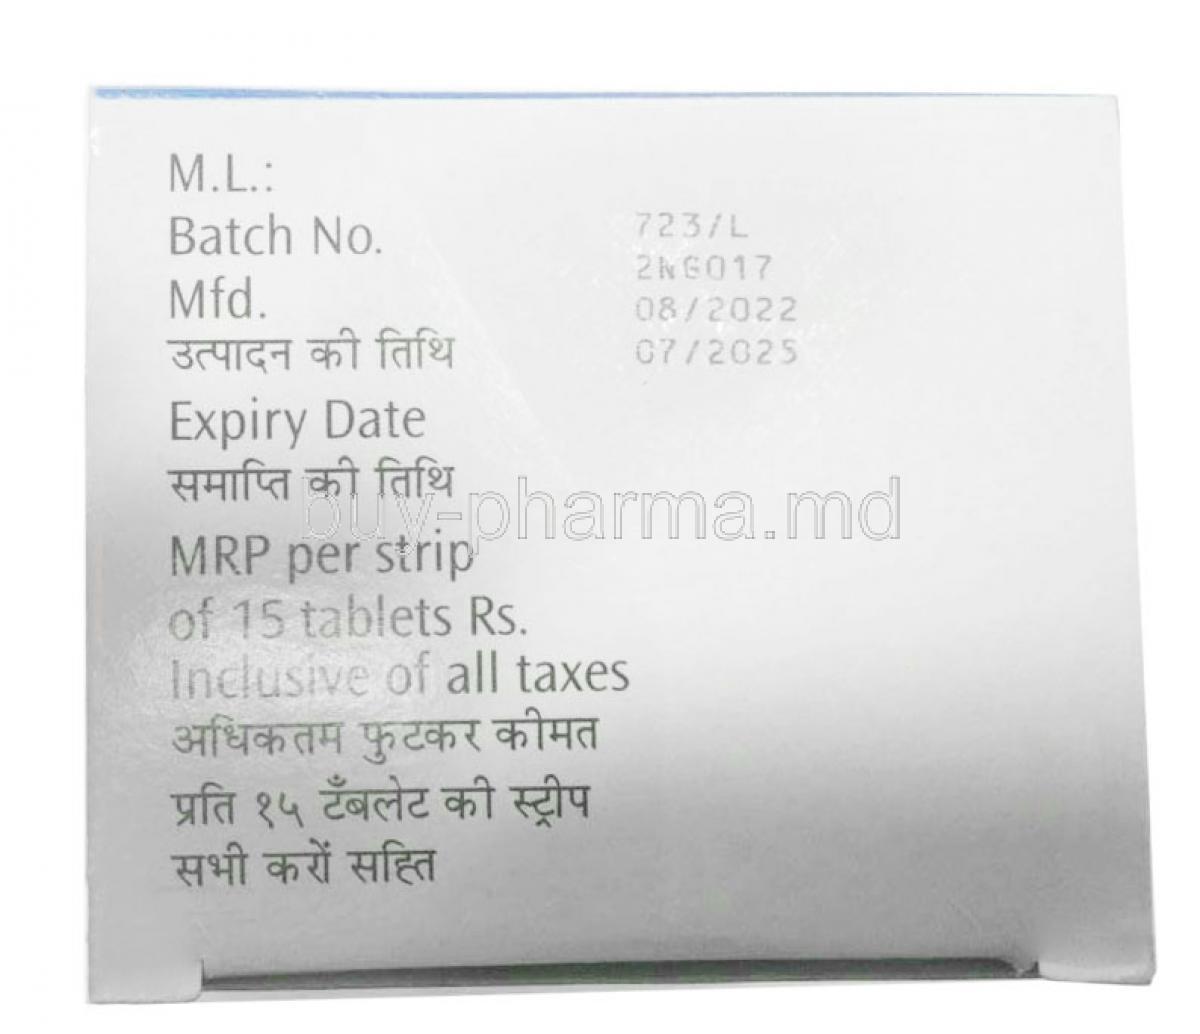 M.L.:
Batch No.
Mfd.
उत्पादन की तिथि
Expiry Date
समाप्ति की तिथि
MRP per strip
of 15 tablets Rs.
Inclusive of all taxes
अधिकतम फुटकर कीमत
प्रति १५ टँबलेट की स्ट्रीप
सभी करों सहित
723/L
2NG017
08/2022
07/2025
buy-pharma.md